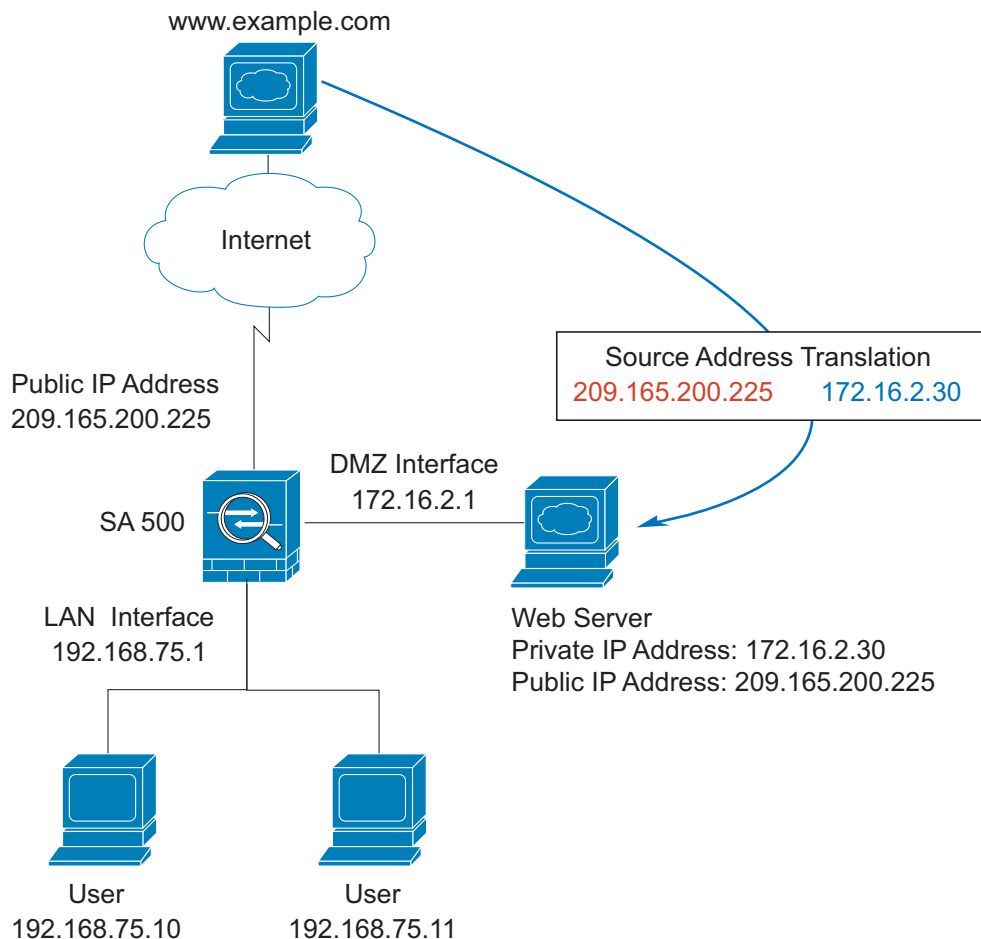 www.example.com
Internet
Source Address Translation
209.165.200.225 172.16.2.30
Public IP Address
209.165.200.225
DMZ Interface
172.16.2.1
SA 500
LAN Interface
192.168.75.1
Web Server
Private IP Address: 172.16.2.30
Public IP Address: 209.165.200.225
User
192.168.75.10
User
192.168.75.11